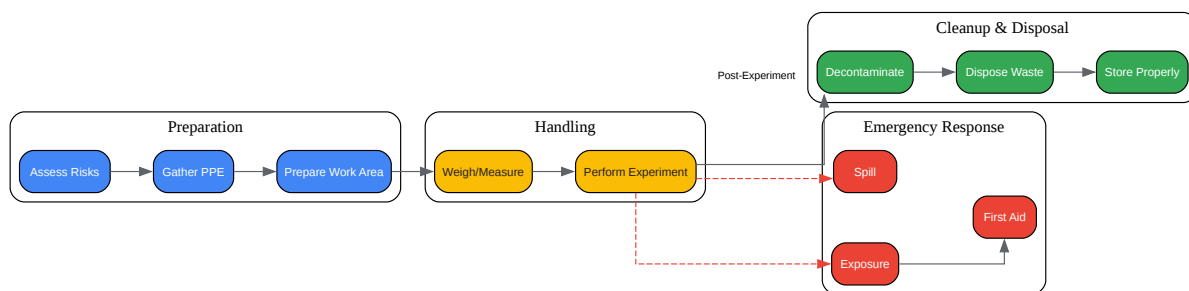 Preparation
Assess Risks
Gather PPE
Prepare Work Area
Handling
Weigh/Measure
Perform Experiment
Post-Experiment
Cleanup & Disposal
Decontaminate
Dispose Waste
Store Properly
Emergency Response
Spill
First Aid
Exposure